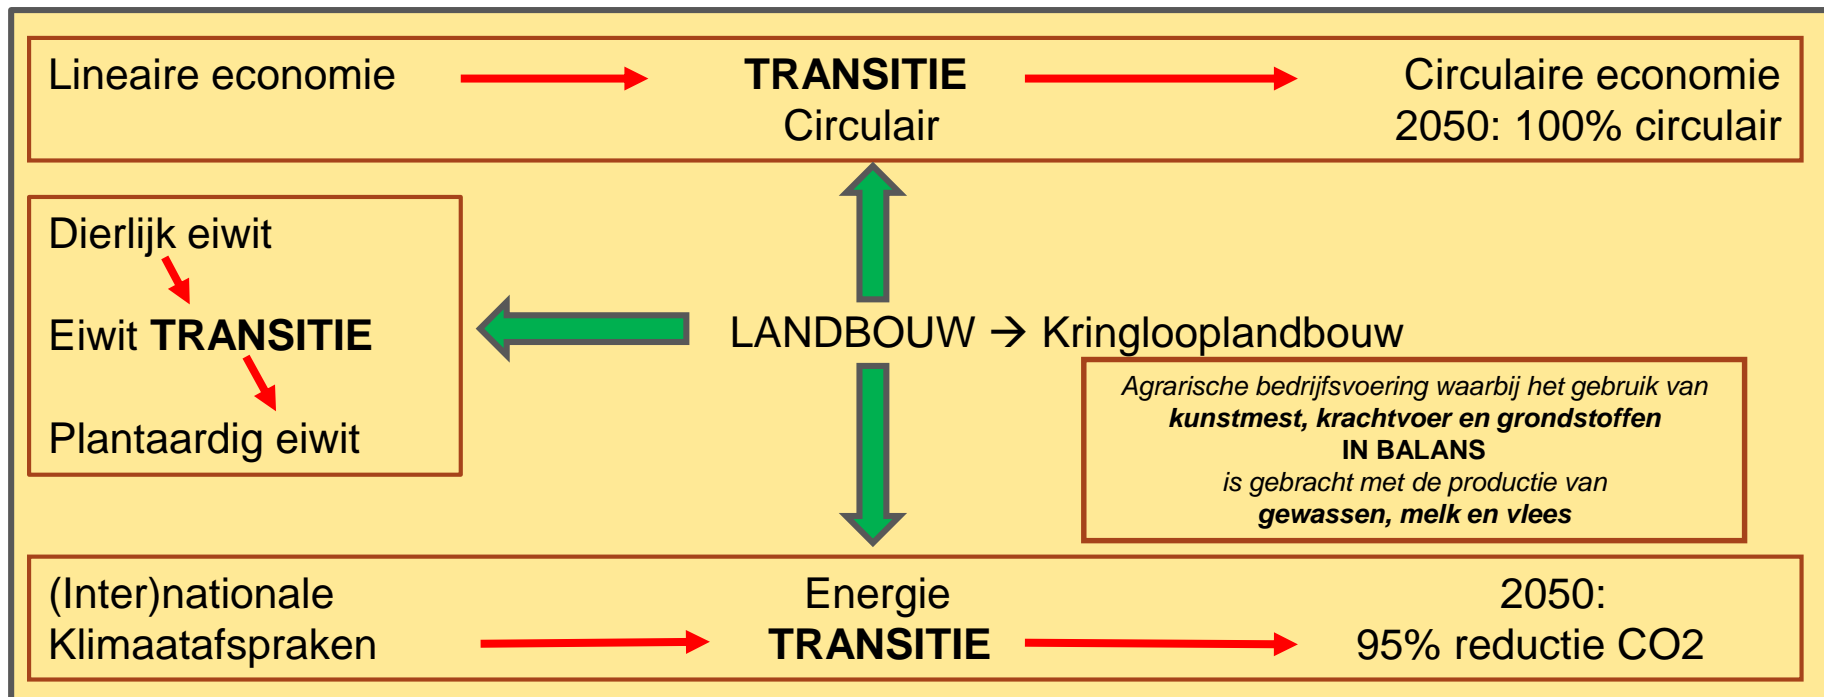 Lineaire economie
TRANSITIE
Circulair
Circulaire economie
2050: 100% circulair
Dierlijk eiwit
Eiwit TRANSITIE
Plantaardig eiwit
LANDBOUW → Kringlooplandbouw
Agrarische bedrijfsvoering waarbij het gebruik van
kunstmest, krachtvoer en grondstoffen
IN BALANS
is gebracht met de productie van
gewassen, melk en vlees
(Inter)nationale
Klimaatafspraken
Energie
TRANSITIE
2050:
95% reductie CO2